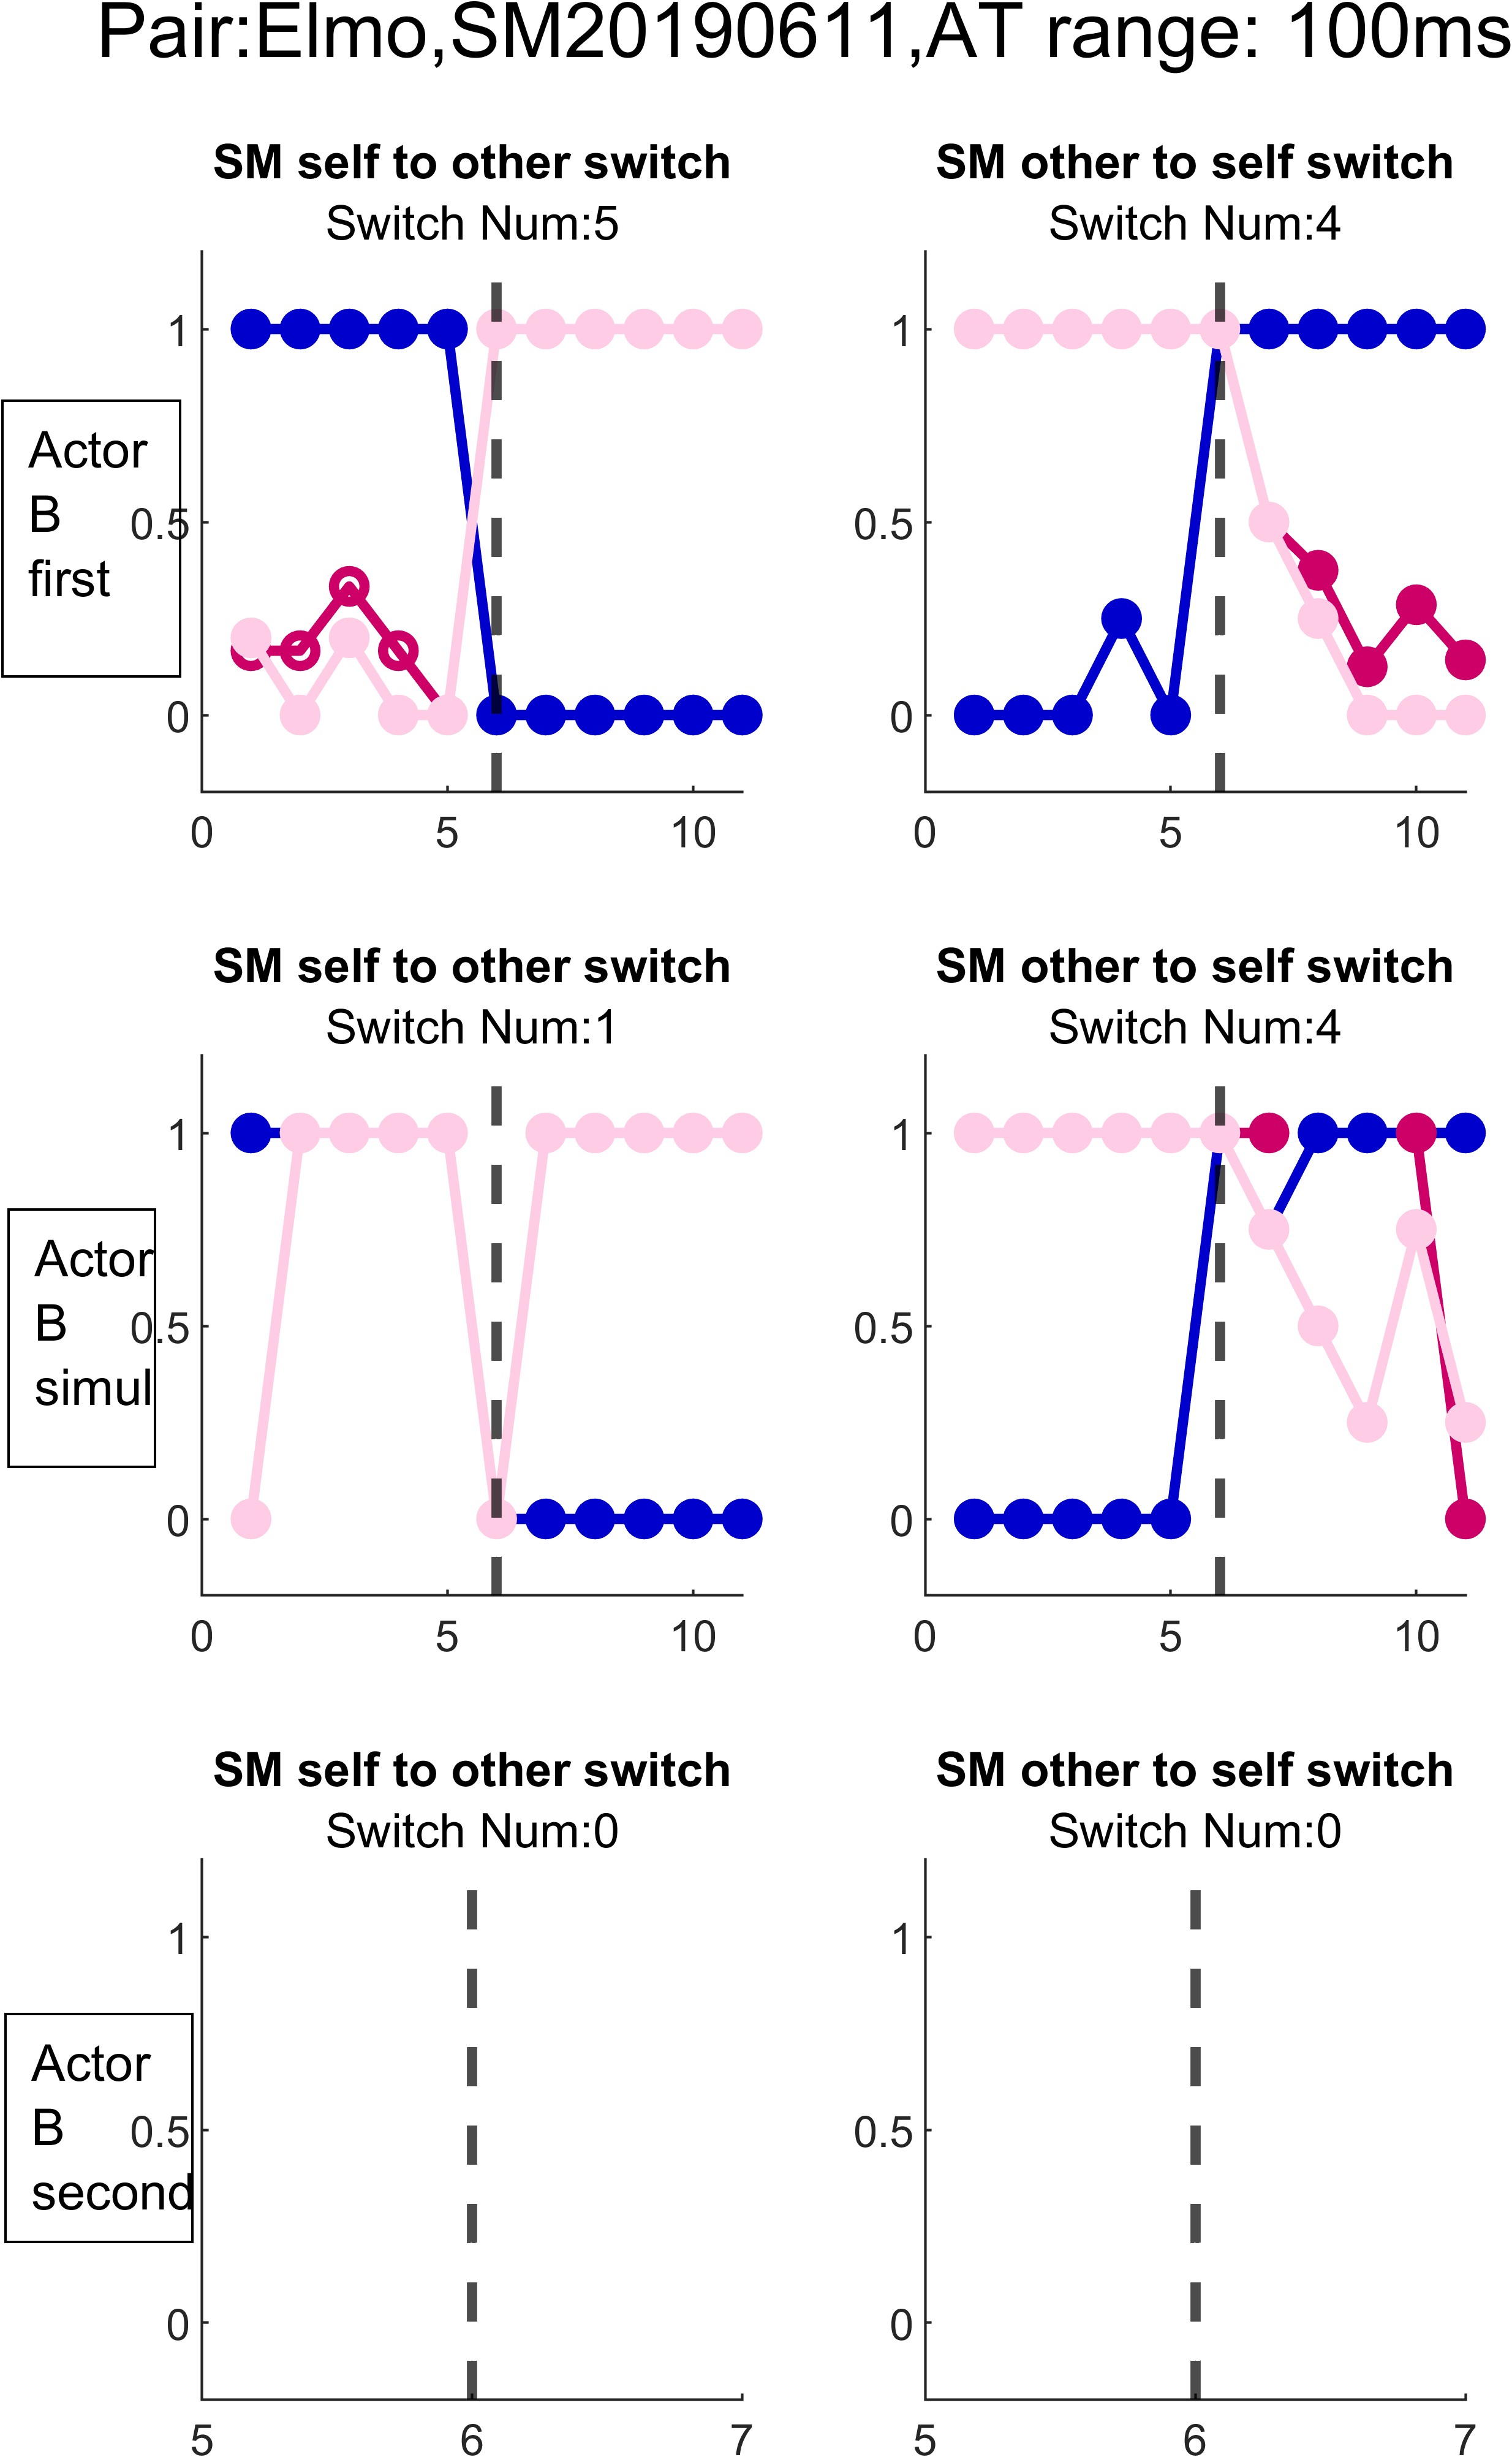 Pair:Elmo,SM20190611,AT range: 100ms
SM self to other switch
Switch Num:5
SM other to self switch
Switch Num:4
Actor
B
first
1
0.5
0
0
5
10
1
0.5
0
0
5
10
SM self to other switch
Switch Num:1
SM other to self switch
Switch Num:4
Actor
B
simul
1
0.5
0
0
5
10
1
0.5
0
0
5
10
SM self to other switch
Switch Num:0
SM other to self switch
Switch Num:0
Actor
B
second
1
0.5
0
5
6
7
1
0.5
0
5
6
7